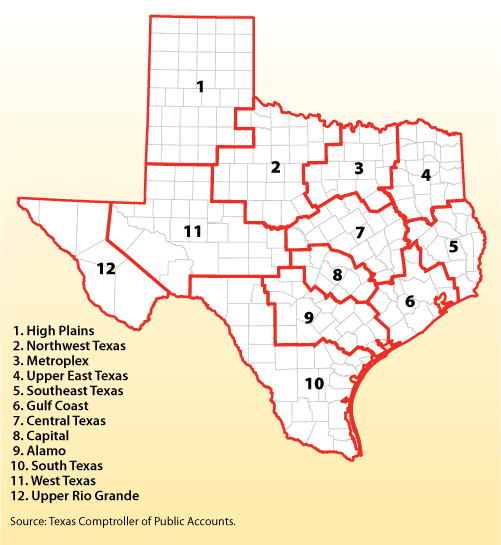 1
2
3
4
11
7
5
12
8
6
9
10
1. High Plains
2. Northwest Texas
3. Metroplex
4. Upper East Texas
5. Southeast Texas
6. Gulf Coast
7. Central Texas
8. Capital
9. Alamo
10. South Texas
11. West Texas
12. Upper Rio Grande
Source: Texas Comptroller of Public Accounts.